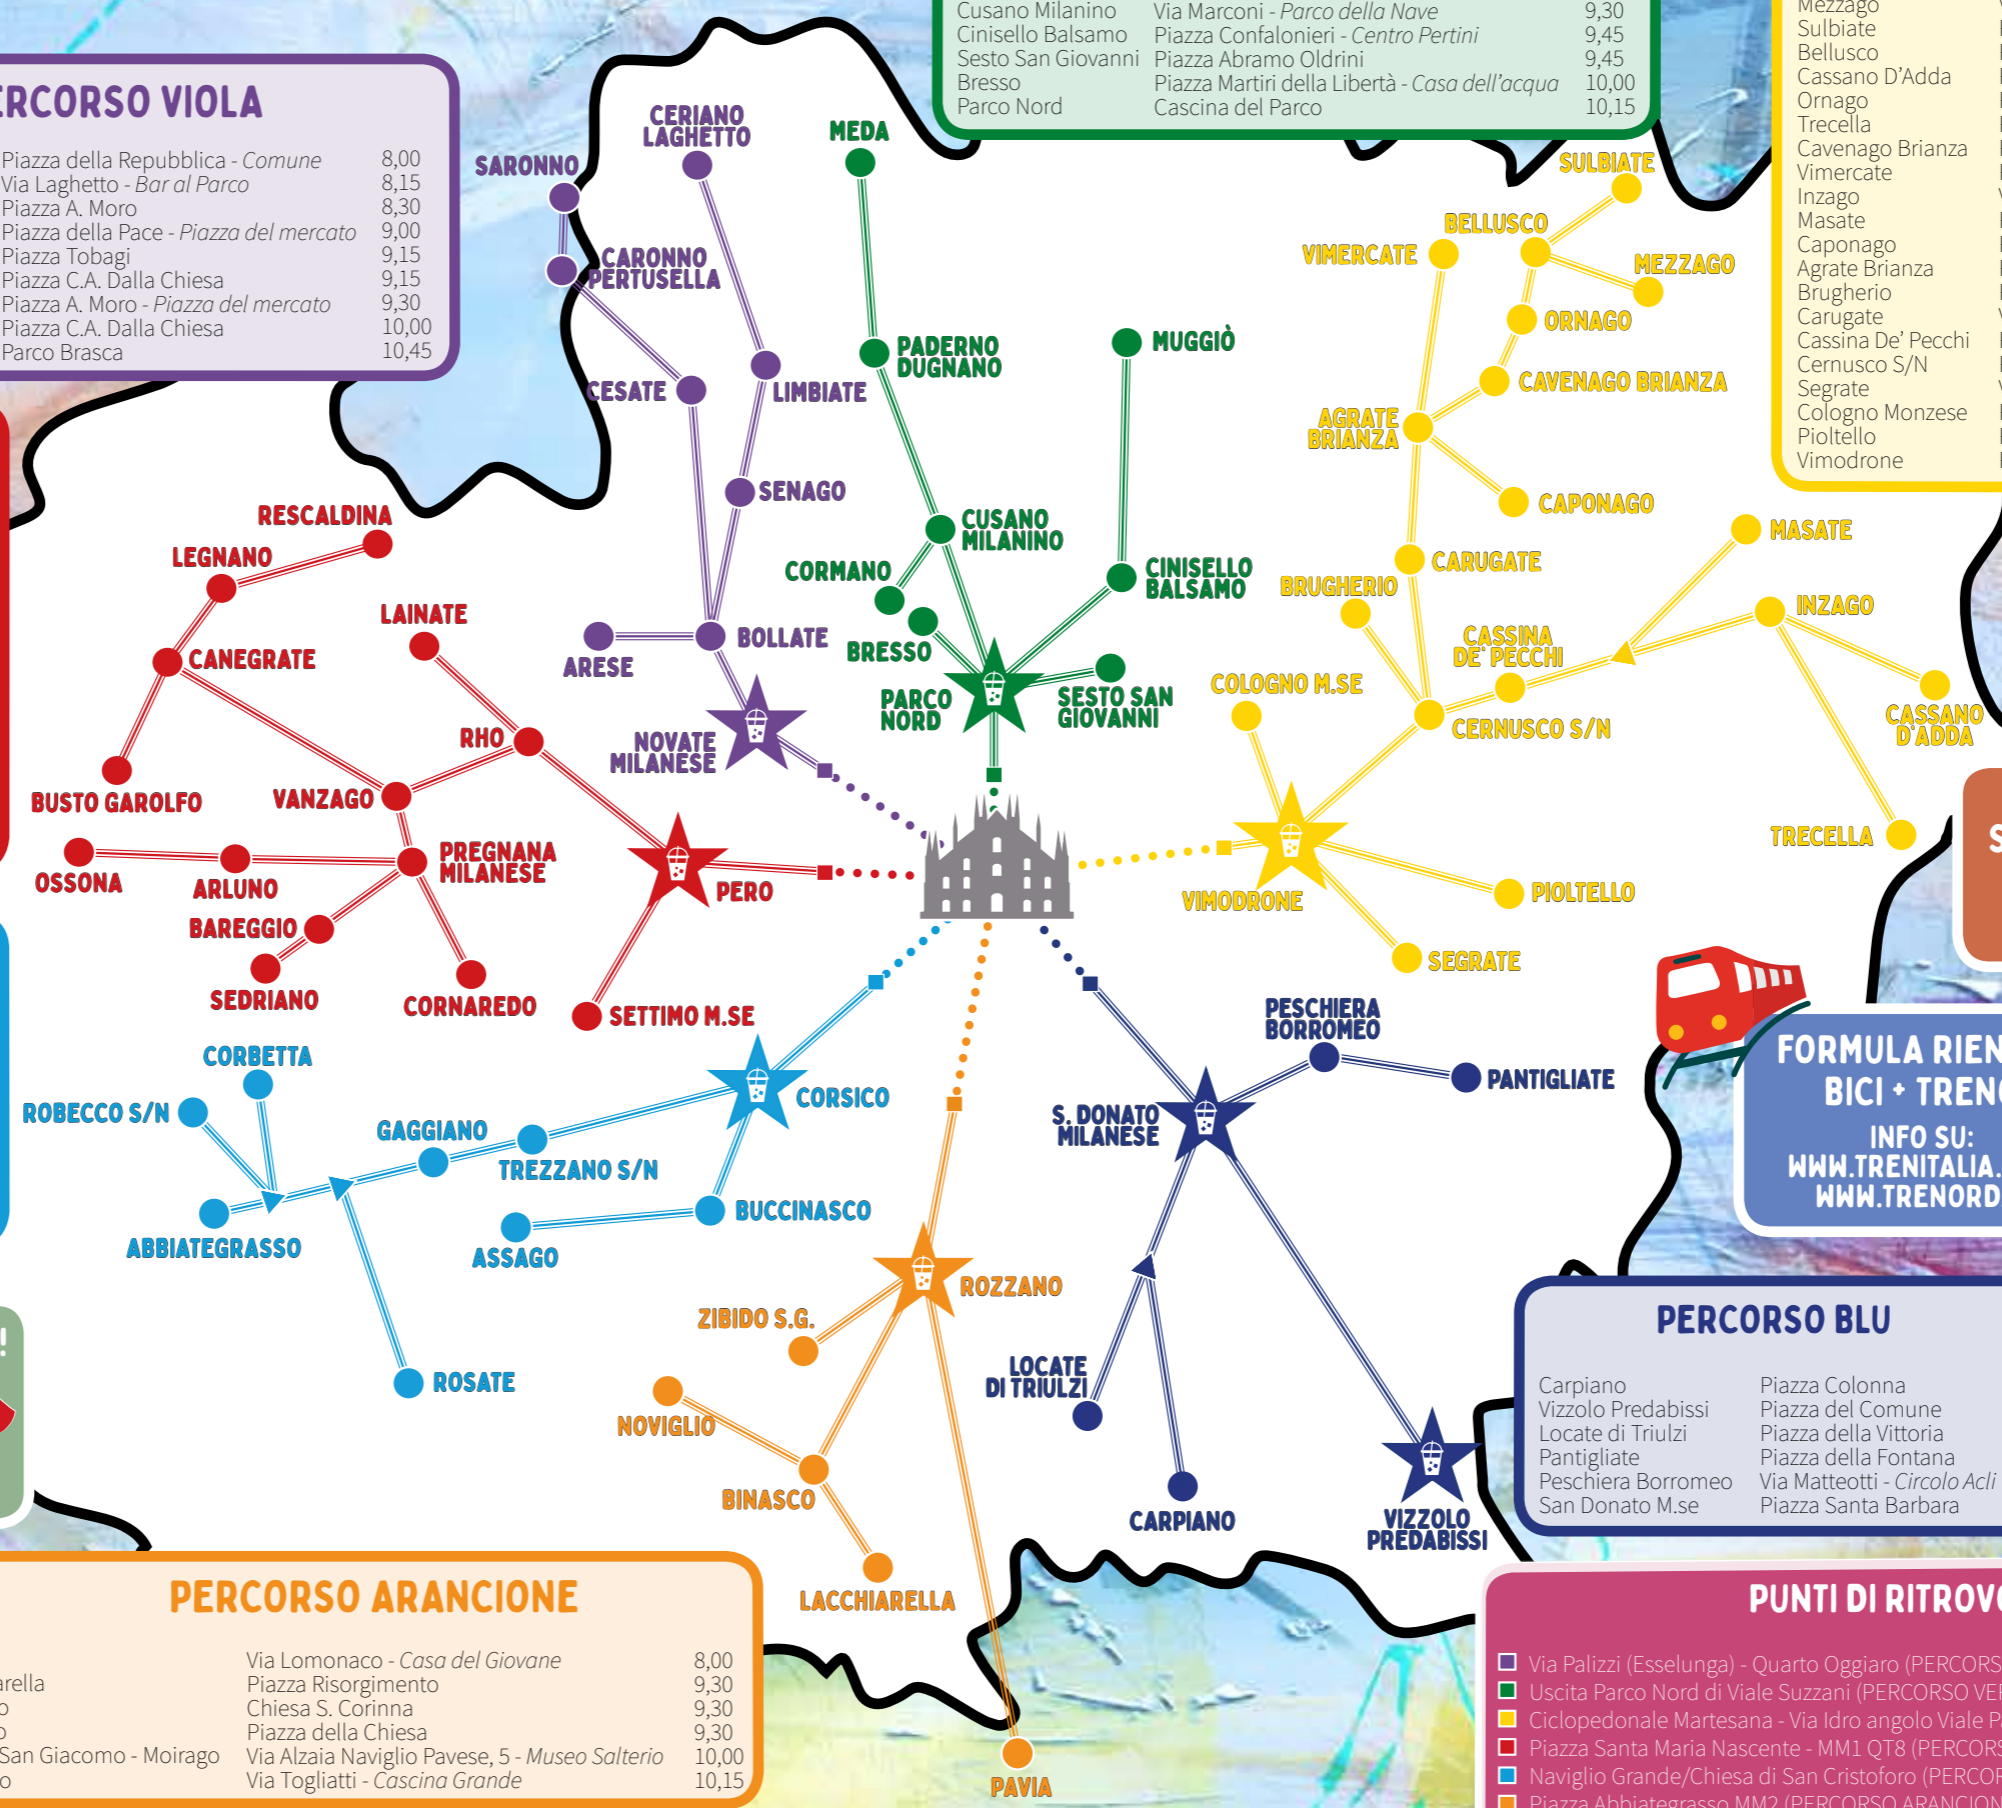 Cusano Milanino Via Marconi - Parco della Nave 9,30
Cinisello Balsamo Piazza Confalonieri - Centro Pertini 9,45
Sesto San Giovanni Piazza Abramo Oldrini 9,45
Bresso Piazza Martiri della Libertà - Casa dell'acqua 10,00
Parco Nord Cascina del Parco 10,15
Mezzago
Sulbiate
Bellusco
Cassano D'Adda
Ornago
Trecella
Cavenago Brianza
Vimercate
Inzago
Masate
Caponago
Agrate Brianza
Brugherio
Carugate
Cassina De' Pecchi
Cernusco S/N
Segrate
Cologno Monzese
Pioltello
Vimodrone
ERCORSO VIOLA
Piazza della Repubblica - Comune 8,00
Via Laghetto - Bar al Parco 8,15
Piazza A. Moro 8,30
Piazza della Pace - Piazza del mercato 9,00
Piazza Tobagi 9,15
Piazza C.A. Dalla Chiesa 9,15
Piazza A. Moro - Piazza del mercato 9,30
Piazza C.A. Dalla Chiesa 10,00
Parco Brasca 10,45
CERIANO
LAGHETTO
SARONNO
CARONNO
PERTUSELLA
CESATE
LIMBIATE
SENAGO
BOLLATE
ARESE
NOVATE
MILANESE
MEDA
PADERNO
DUGNANO
MUGGIÒ
CUSANO
MILANINO
CORMANO
CINISELLO
BALSAMO
BRESSO
PARCO
NORD
SESTO SAN
GIOVANNI
SULBIATE
BELLUSCO
VIMERCATE
MEZZAGO
ORNAGO
CAVENAGO BRIANZA
AGRATE
BRIANZA
CAPONAGO
MASATE
CARUGATE
BRUGHERIO
INZAGO
CASSINA
DE' PECCHI
COLOGNO M.SE
CERNUSCO S/N
CASSANO
D'ADDA
TRECELLA
VIMODRONE
PIOLTELLO
SEGRATE
RESCALDINA
LEGNANO
LAINATE
CANEGRATE
RHO
BUSTO GAROLFO
VANZAGO
PREGNANA
MILANESE
OSSONA
ARLUNO
PERO
BAREGGIO
SEDRIANO
CORNAREDO
SETTIMO M.SE
CORBETTA
ROBECCO S/N
GAGGIANO
CORSICO
TREZZANO S/N
BUCCINASCO
ABBIATEGRASSO
ASSAGO
ROSATE
PESCHIERA
BORROMEO
PANTIGLIATE
S. DONATO
MILANESE
LOCATE
DI TRIULZI
CARPIANO
VIZZOLO
PREDABISSI
ROZZANO
ZIBIDO S.G.
NOVIGLIO
BINASCO
LACCHIARELLA
PAVIA
S
FORMULA RIEN
BICI + TRENO
INFO SU:
WWW.TRENITALIA.
WWW.TRENORD
!
PERCORSO BLU
Carpiano Piazza Colonna
Vizzolo Predabissi Piazza del Comune
Locate di Triulzi Piazza della Vittoria
Pantigliate Piazza della Fontana
Peschiera Borromeo Via Matteotti - Circolo Acli
San Donato M.se Piazza Santa Barbara
PERCORSO ARANCIONE
Via Lomonaco - Casa del Giovane 8,00
arella Piazza Risorgimento 9,30
o Chiesa S. Corinna 9,30
o Piazza della Chiesa 9,30
San Giacomo - Moirago Via Alzaia Naviglio Pavese, 5 - Museo Salterio 10,00
o Via Togliatti - Cascina Grande 10,15
PUNTI DI RITROVO
Via Palizzi (Esselunga) - Quarto Oggiaro (PERCORS
Uscita Parco Nord di Viale Suzzani (PERCORSO VER
Ciclopedonale Martesana - Via Idro angolo Viale P
Piazza Santa Maria Nascente - MM1 QT8 (PERCORS
Naviglio Grande/Chiesa di San Cristoforo (PERCOR
Piazza Abbiategrasso MM2 (PERCORSO ARANCION